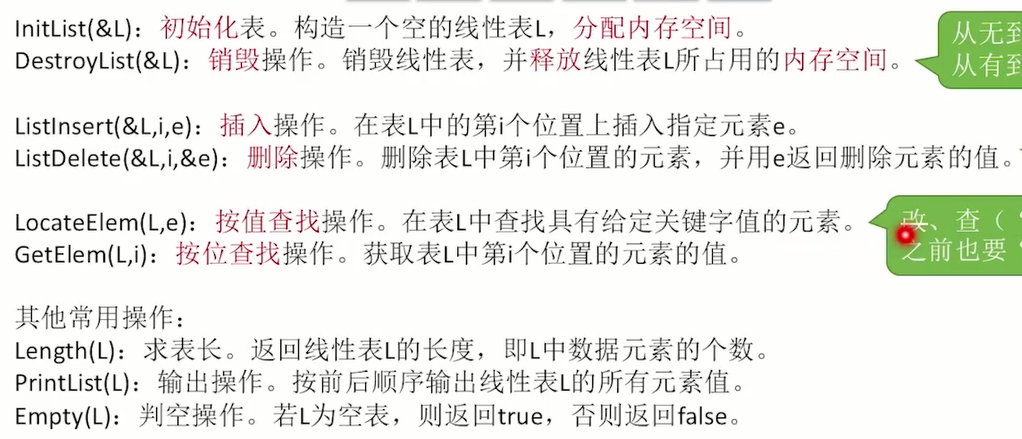 InitList(&L)：初始化表。构造一个空的线性表L，分配内存空间。
DestroyList(&L)：销毁操作。销毁线性表，并释放线性表L所占用的内存空间。
从无到
从有到
ListInsert(&L,i,e)：插入操作。在表L中的第i个位置上插入指定元素e。
ListDelete(&L,i,&e)：删除操作。删除表L中第i个位置的元素，并用e返回删除元素的值。
LocateElem(L,e)：按值查找操作。在表L中查找具有给定关键字值的元素。
GetElem(L,i)：按位查找操作。获取表L中第i个位置的元素的值。
改、查（“
之前也要“
其他常用操作：
Length(L)：求表长。返回线性表L的长度，即L中数据元素的个数。
PrintList(L)：输出操作。按前后顺序输出线性表L的所有元素值。
Empty(L)：判空操作。若L为空表，则返回true，否则返回false。